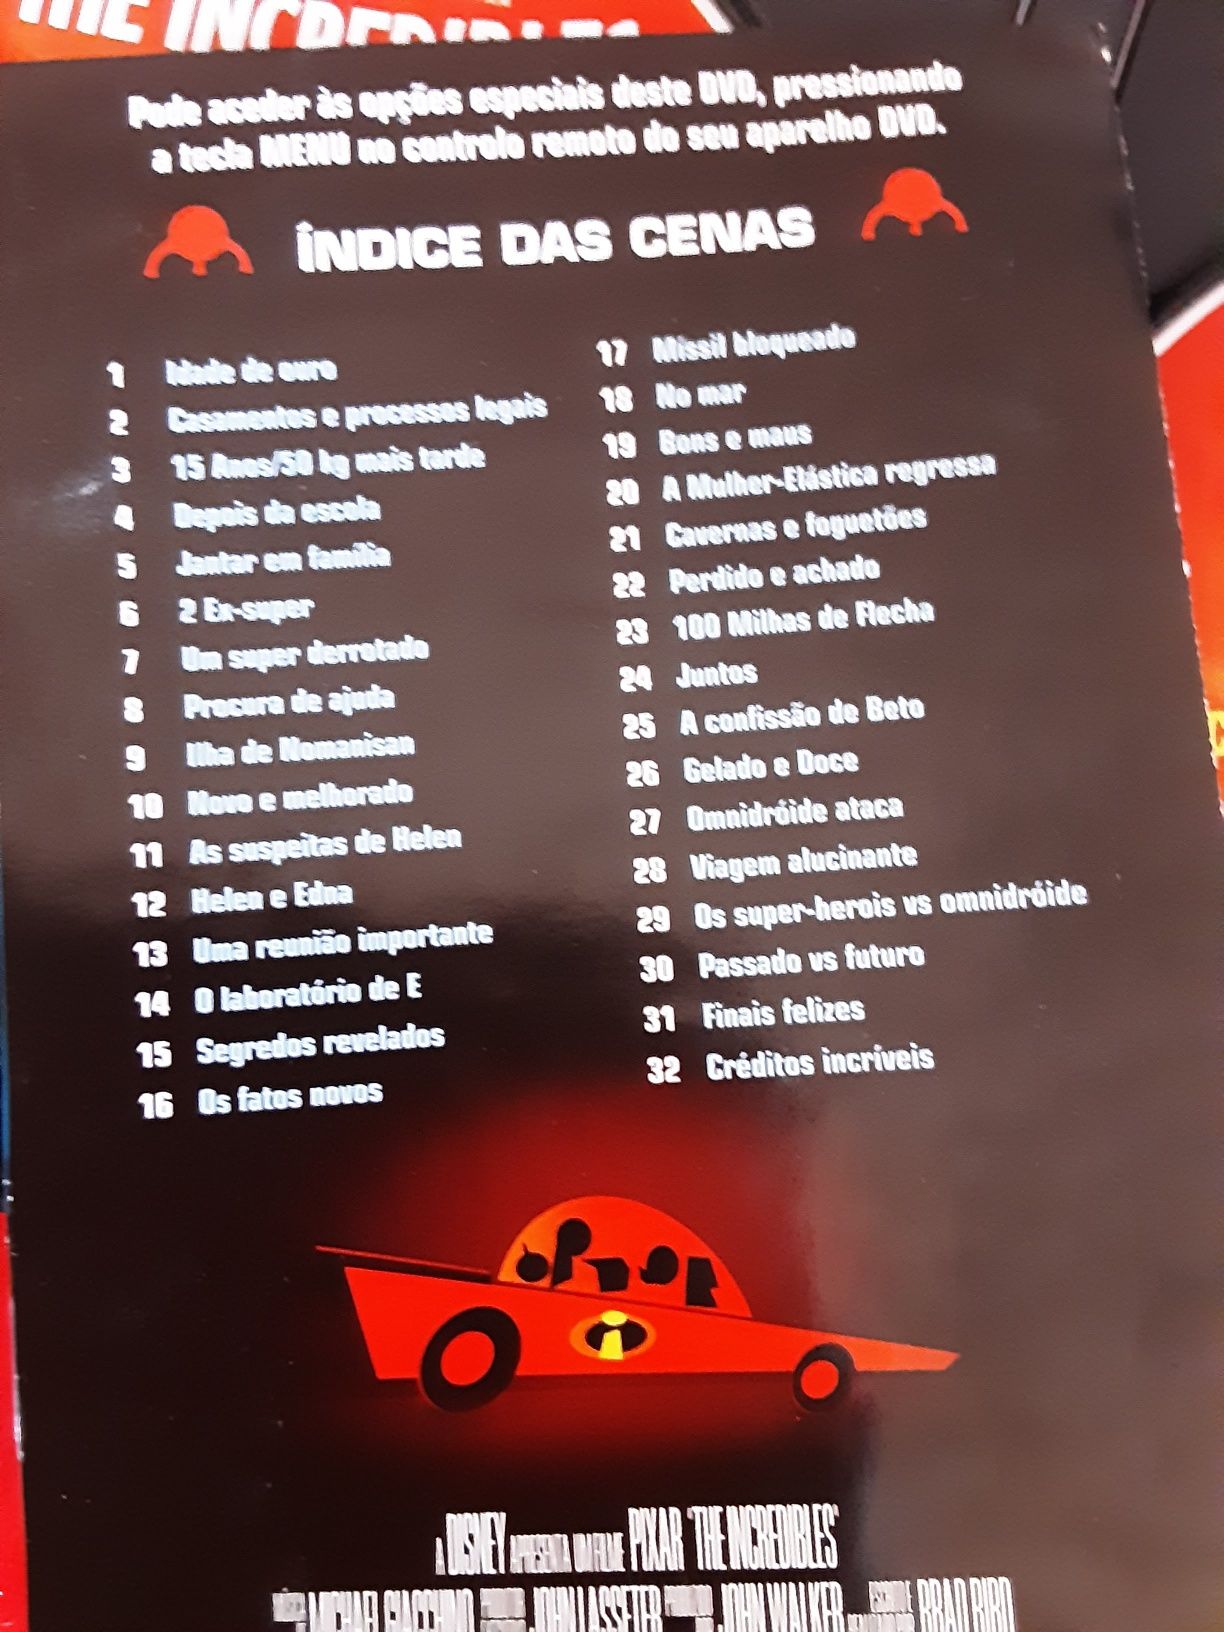 THE INCREDIBLES
Pode aceder às opções especiais deste DVD, pressionando
a tecla MENU no controlo remoto do seu aparelho DVD.
ÍNDICE DAS CENAS
1 Idade de ouro
2 Casamentos e processos legais
3 15 Anos/50 kg mais tarde
4 Depois da escola
5 Jantar em família
6 2 Ex-super
7 Um super derrotado
8 Procura de ajuda
9 Ilha de Nomanisan
10 Novo e melhorado
11 As suspeitas de Helen
12 Helen e Edna
13 Uma reunião importante
14 O laboratório de E
15 Segredos revelados
16 Os fatos novos
17 Míssil bloqueado
18 No mar
19 Bons e maus
20 A Mulher-Elástica regressa
21 Cavernas e foguetões
22 Perdido e achado
23 100 Milhas de Flecha
24 Juntos
25 A confissão de Beto
26 Gelado e Doce
27 Omnidróide ataca
28 Viagem alucinante
29 Os super-heróis vs omnidróide
30 Passado vs futuro
31 Finais felizes
32 Créditos incríveis
A DISNEY APRESENTA UM FILME PIXAR 'THE INCREDIBLES'
MICHAEL GIACCHINO JOHN LASSETER JOHN WALKER BRAD BIRD